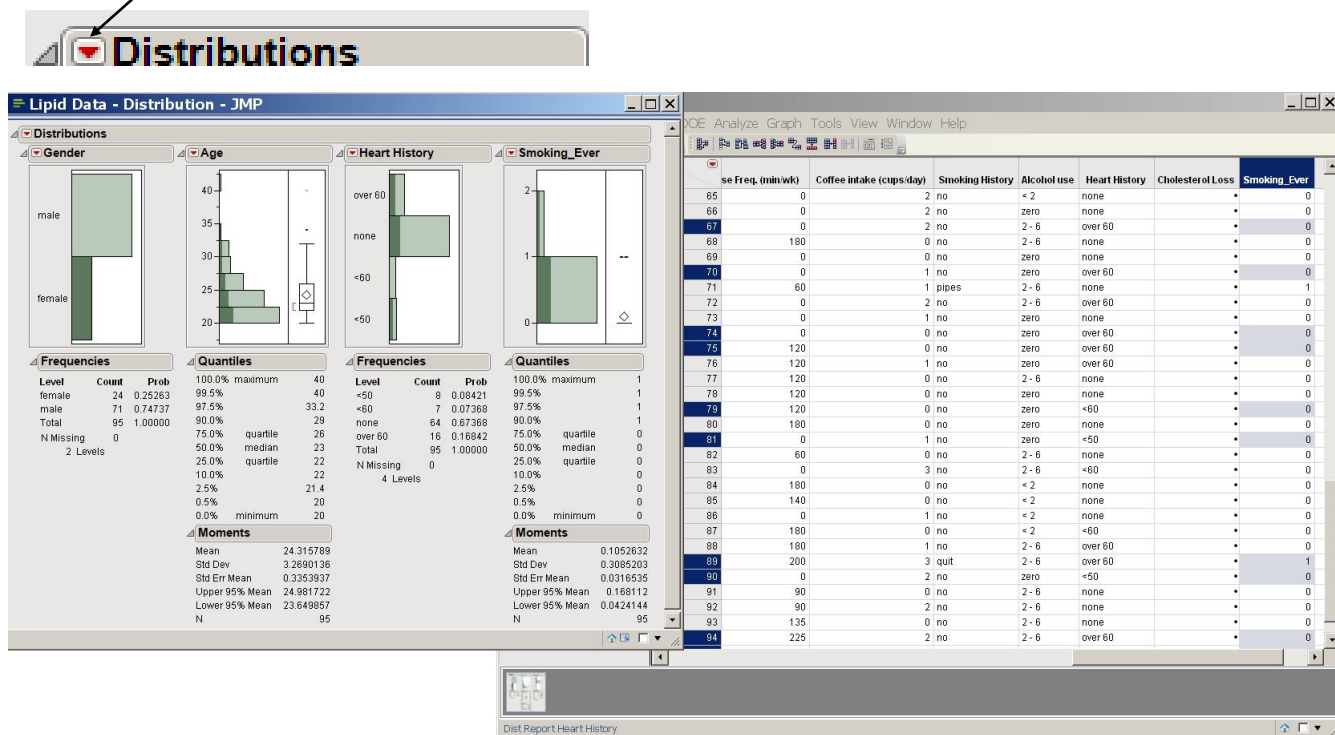 Distributions
Lipid Data - Distribution - JMP
Distributions
Gender
male
female
Frequencies
Level Count Prob
female 24 0.25263
male 71 0.74737
Total 95 1.00000
N Missing 0
2 Levels
Age
40
35
30
25
20
Quantiles
100.0% maximum 40
99.5% 40
97.5% 33.2
90.0% 29
75.0% quartile 26
50.0% median 23
25.0% quartile 22
10.0% 22
2.5% 21.4
0.5% 20
0.0% minimum 20
Moments
Mean 24.315789
Std Dev 3.2690136
Std Err Mean 0.3353937
Upper 95% Mean 24.981722
Lower 95% Mean 23.649857
N 95
Heart History
over 60
none
<60
<50
Frequencies
Level Count Prob
<50 8 0.08421
<60 7 0.07368
none 64 0.67368
over 60 16 0.16842
Total 95 1.00000
N Missing 0
4 Levels
Smoking_Ever
2
1
0
Quantiles
100.0% maximum 1
99.5% 1
97.5% 1
90.0% 1
75.0% quartile 0
50.0% median 0
25.0% quartile 0
10.0% 0
2.5% 0
0.5% 0
0.0% minimum 0
Moments
Mean 0.1052632
Std Dev 0.3085203
Std Err Mean 0.0316535
Upper 95% Mean 0.168112
Lower 95% Mean 0.0424144
N 95
DOE Analyze Graph Tools View Window Help
se Freq. (min/wk) Coffee intake (cups/day) Smoking History Alcohol use Heart History Cholesterol Loss Smoking_Ever
65 0 2 no < 2 none • 0
66 0 2 no zero none • 0
67 0 2 no 2 - 6 over 60 • 0
68 180 0 no 2 - 6 none • 0
69 0 0 no zero none • 0
70 0 1 no zero over 60 • 0
71 60 1 pipes 2 - 6 none • 1
72 0 2 no 2 - 6 over 60 • 0
73 0 1 no zero none • 0
74 0 0 no zero over 60 • 0
75 120 0 no zero over 60 • 0
76 120 1 no zero over 60 • 0
77 120 0 no 2 - 6 none • 0
78 120 0 no zero none • 0
79 120 0 no zero <60 • 0
80 180 0 no zero none • 0
81 0 1 no zero <50 • 0
82 60 0 no 2 - 6 none • 0
83 0 3 no 2 - 6 <60 • 0
84 180 0 no < 2 none • 0
85 140 0 no < 2 none • 0
86 0 1 no < 2 none • 0
87 180 0 no < 2 <60 • 0
88 180 1 no 2 - 6 over 60 • 0
89 200 3 quit 2 - 6 over 60 • 1
90 0 2 no zero <50 • 0
91 90 0 no 2 - 6 none • 0
92 90 2 no 2 - 6 none • 0
93 135 0 no 2 - 6 none • 0
94 225 2 no 2 - 6 over 60 • 0
Dist Report Heart History